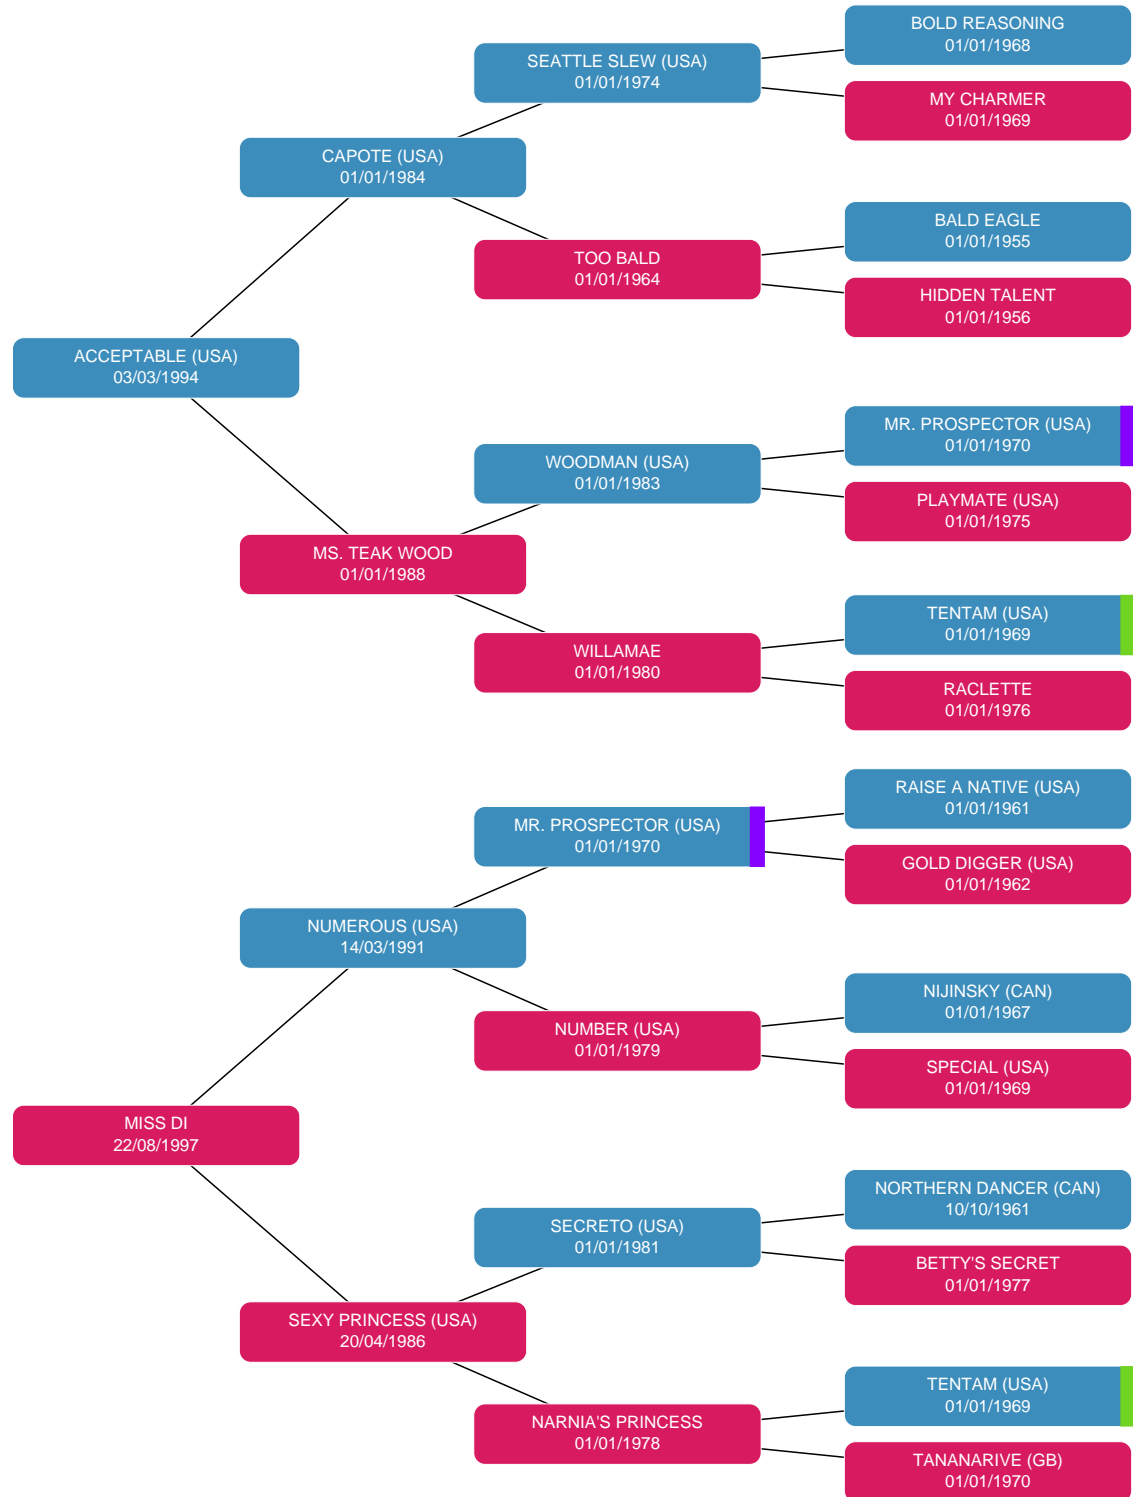 BOLD REASONING
01/01/1968
SEATTLE SLEW (USA)
01/01/1974
MY CHARMER
01/01/1969
CAPOTE (USA)
01/01/1984
BALD EAGLE
01/01/1955
TOO BALD
01/01/1964
HIDDEN TALENT
01/01/1956
ACCEPTABLE (USA)
03/03/1994
MR. PROSPECTOR (USA)
01/01/1970
WOODMAN (USA)
01/01/1983
PLAYMATE (USA)
01/01/1975
MS. TEAK WOOD
01/01/1988
TENTAM (USA)
01/01/1969
WILLAMAE
01/01/1980
RACLETTE
01/01/1976
RAISE A NATIVE (USA)
01/01/1961
MR. PROSPECTOR (USA)
01/01/1970
GOLD DIGGER (USA)
01/01/1962
NUMEROUS (USA)
14/03/1991
NIJINSKY (CAN)
01/01/1967
NUMBER (USA)
01/01/1979
SPECIAL (USA)
01/01/1969
MISS DI
22/08/1997
NORTHERN DANCER (CAN)
10/10/1961
SECRETO (USA)
01/01/1981
BETTY'S SECRET
01/01/1977
SEXY PRINCESS (USA)
20/04/1986
TENTAM (USA)
01/01/1969
NARNIA'S PRINCESS
01/01/1978
TANANARIVE (GB)
01/01/1970